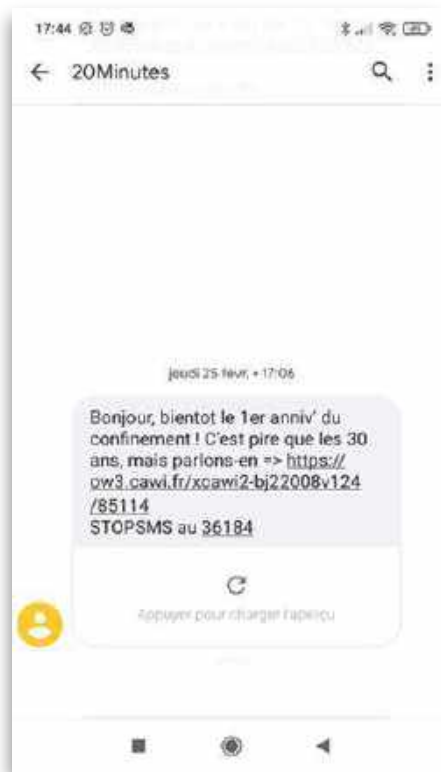 17:44
20Minutes
jeudi 25 févr. • 17:06
Bonjour, bientot le 1er anniv' du
confinement ! C'est pire que les 30
ans, mais parlons-en => https://
ow3.cawi.fr/xcawi2-bj22008v124
/85114
STOPSMS au 36184
Appuyer pour charger l'aperçu